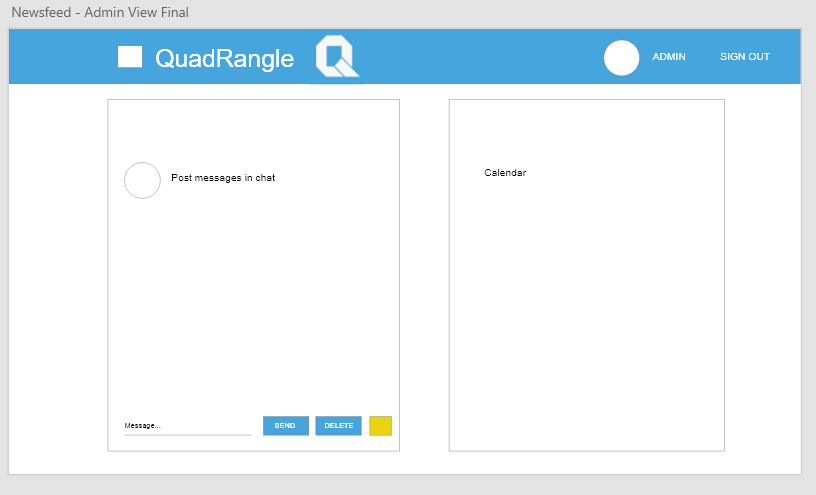 Newsfeed - Admin View Final
QuadRangle
Q
ADMIN
SIGN OUT
Post messages in chat
Calendar
Message...
SEND
DELETE